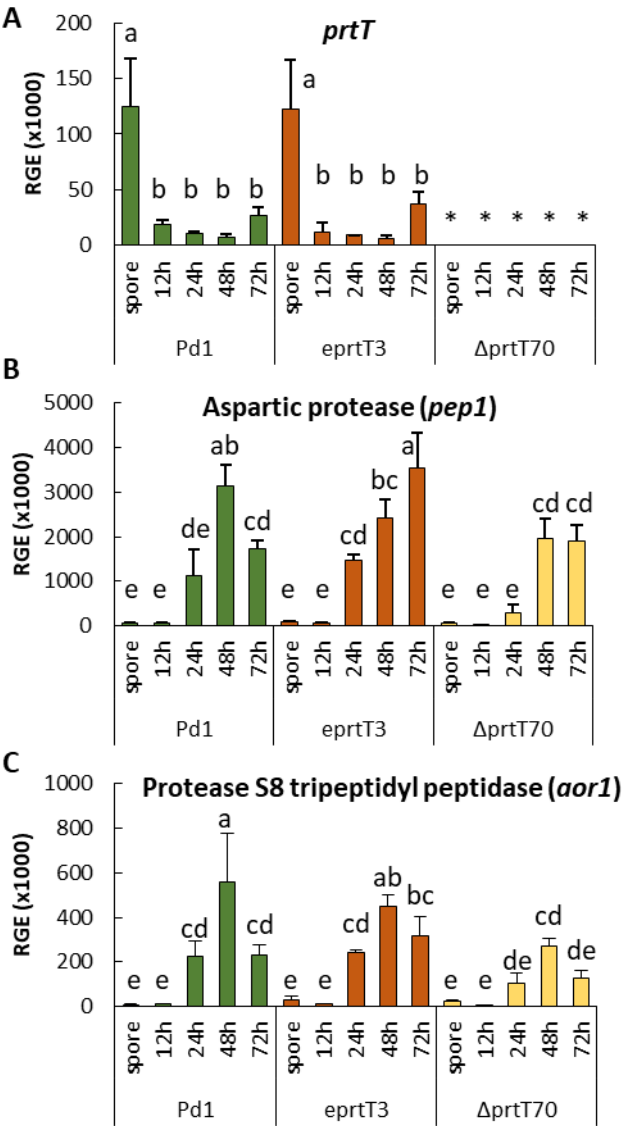 A
prtT
200
150
100
50
0
RGE (x1000)
a
b
b
b
b
a
b
b
b
b
* * * * *
spore 12h 24h 48h 72h spore 12h 24h 48h 72h spore 12h 24h 48h 72h
Pd1 eprtT3 ΔprtT70
B
Aspartic protease (pep1)
5000
4000
3000
2000
1000
0
RGE (x1000)
e e de ab cd e e cd bc a e e e cd cd
spore 12h 24h 48h 72h spore 12h 24h 48h 72h spore 12h 24h 48h 72h
Pd1 eprtT3 ΔprtT70
C
Protease S8 tripeptidyl peptidase (aor1)
1000
800
600
400
200
0
RGE (x1000)
e e cd a cd e e cd ab bc e e de cd de
spore 12h 24h 48h 72h spore 12h 24h 48h 72h spore 12h 24h 48h 72h
Pd1 eprtT3 ΔprtT70